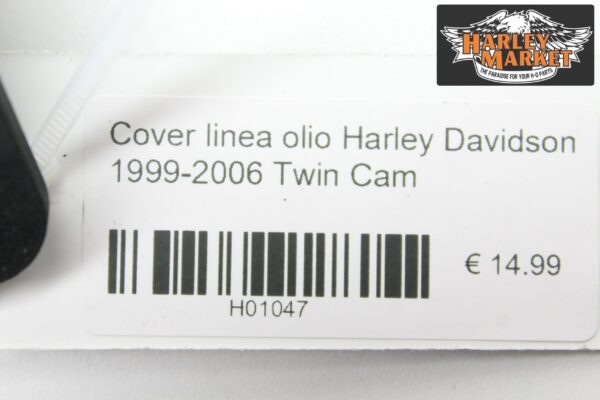 HARLEY
MARKET
THE PARADISE FOR YOUR H-D PARTS
Cover linea olio Harley Davidson
1999-2006 Twin Cam
€ 14.99
H01047